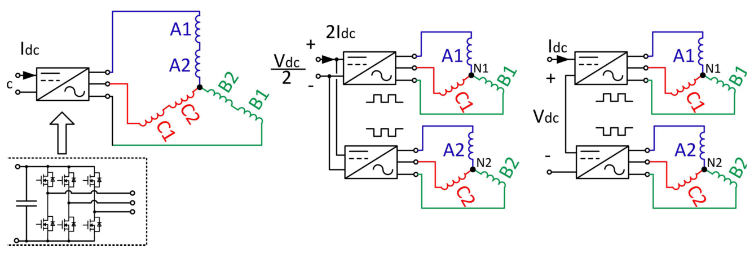 Idc
c
A1
A2
B2
B1
C2
C1
2Idc
+
Vdc
2
-
A1
N1
B1
C1
A2
N2
B2
C2
Idc
+
Vdc
-
A1
N1
B1
C1
A2
N2
B2
C2